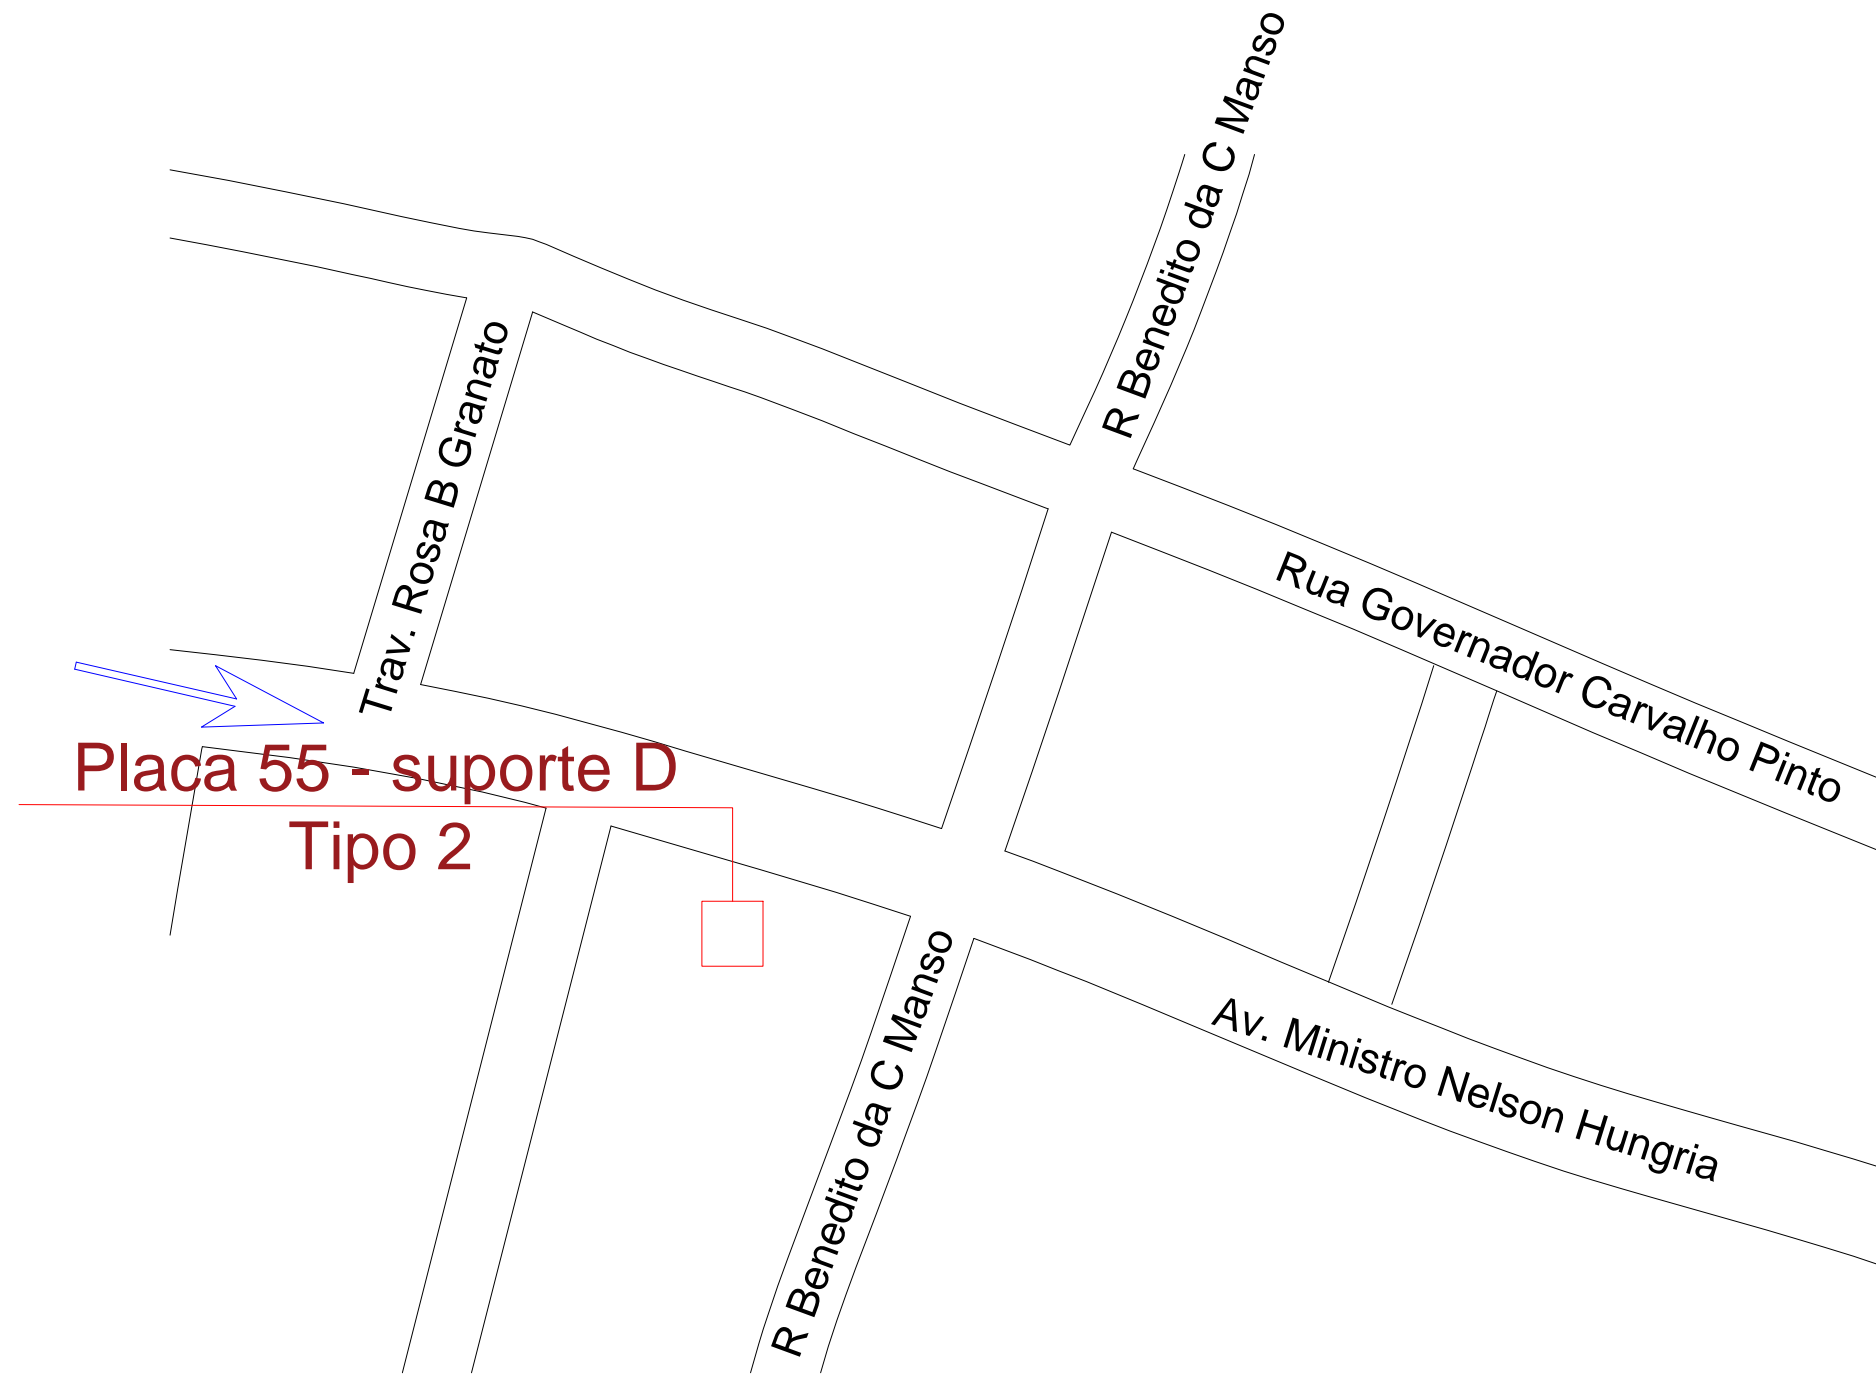 R Benedito da C Manso
Trav. Rosa B Granato
Rua Governador Carvalho Pinto
Placa 55 - suporte D
Tipo 2
R Benedito da C Manso
Av. Ministro Nelson Hungria